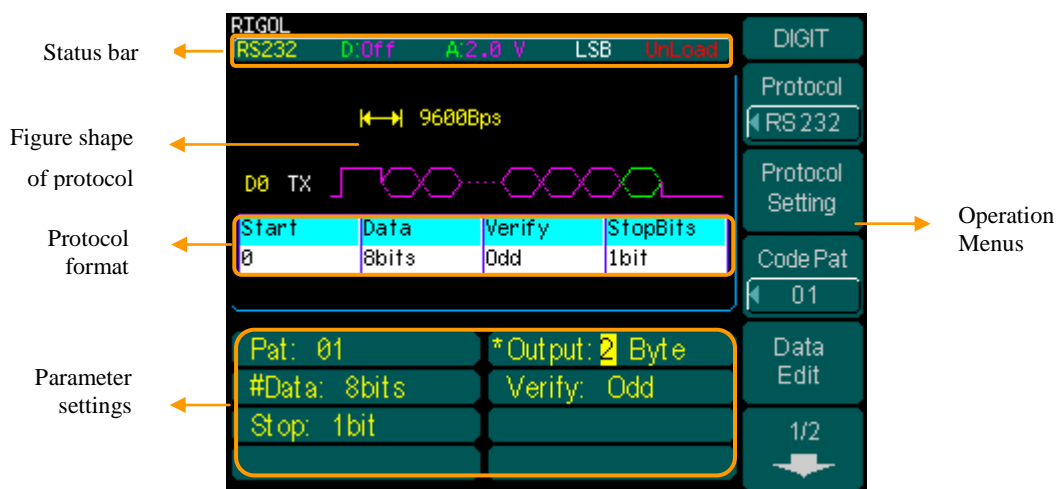 RIGOL
RS232 D:Off A:2.0 V LSB UnLoad
Status bar
9600Bps
Figure shape
of protocol
D0 TX
Protocol
format
Start Data Verify StopBits
0 8bits Odd 1bit
Parameter
settings
Pat: 01 *Output: 2 Byte
#Data: 8bits Verify: Odd
Stop: 1bit
DIGIT
Protocol
RS232
Protocol
Setting
Code Pat
01
Data
Edit
1/2
Operation
Menus